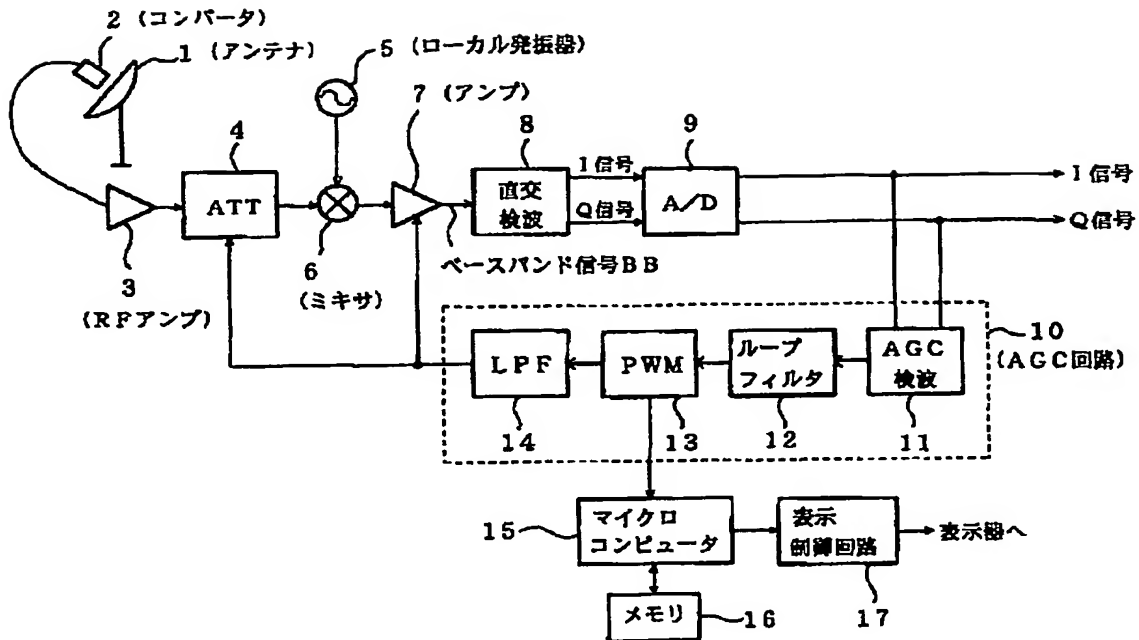 2 (コンバータ)
1 (アンテナ)
5 (ローカル発振器)
7 (アンプ)
4
8
9
ATT
直交
検波
I信号
Q信号
A/D
I信号
Q信号
3
(RFアンプ)
6
(ミキサ)
ベースバンド信号BB
10
(AGC回路)
LPF
PWM
ループ
フィルタ
AGC
検波
14
13
12
11
15
マイクロ
コンピュータ
表示
制御回路
表示器へ
メモリ
16
17